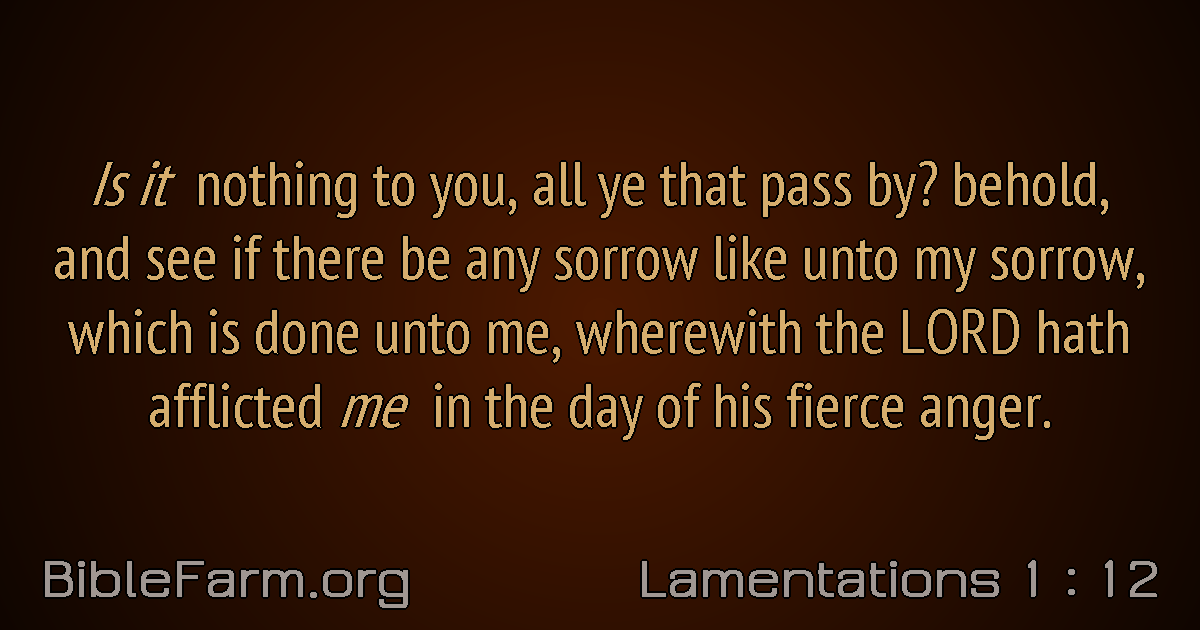 Is it nothing to you, all ye that pass by? behold,
and see if there be any sorrow like unto my sorrow,
which is done unto me, wherewith the LORD hath
afflicted me in the day of his fierce anger.
BibleFarm.org
Lamentations 1 : 12